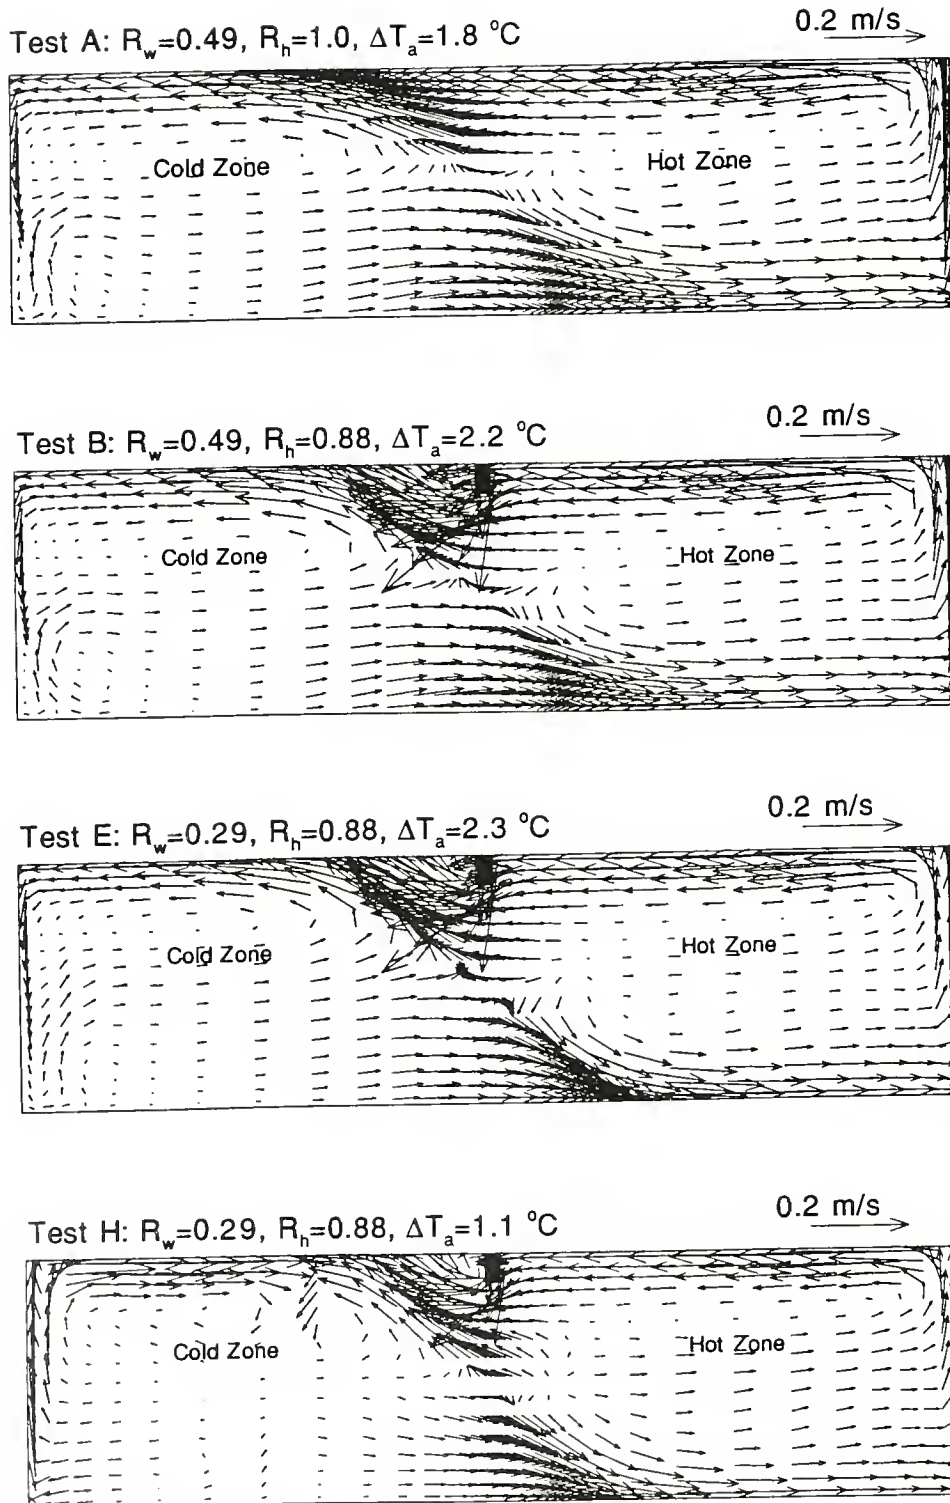 0.2 m/s
Test A: R_w=0.49, R_h=1.0, ΔT_a=1.8 °C
Cold Zone
Hot Zone
0.2 m/s
Test B: R_w=0.49, R_h=0.88, ΔT_a=2.2 °C
Cold Zone
Hot Zone
0.2 m/s
Test E: R_w=0.29, R_h=0.88, ΔT_a=2.3 °C
Cold Zone
Hot Zone
0.2 m/s
Test H: R_w=0.29, R_h=0.88, ΔT_a=1.1 °C
Cold Zone
Hot Zone